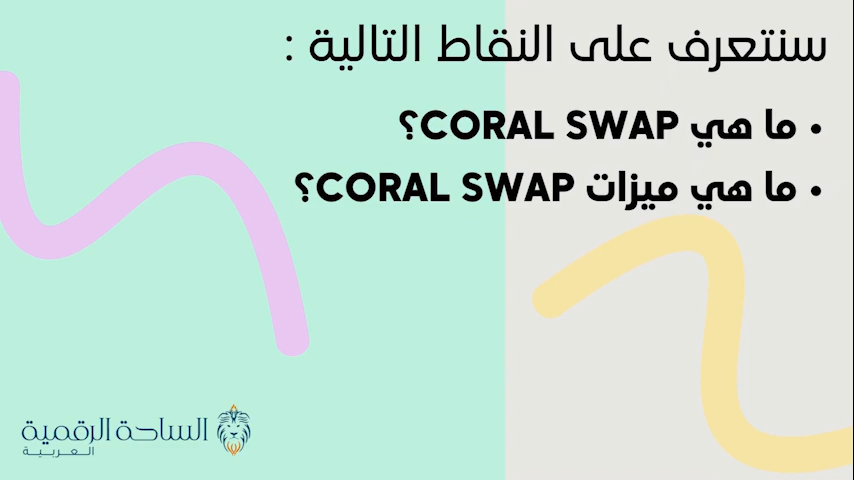 سنتعرف على النقاط التالية :
• ما هي CORAL SWAP؟
• ما هي ميزات CORAL SWAP؟
الساحة الرقمية
العربية